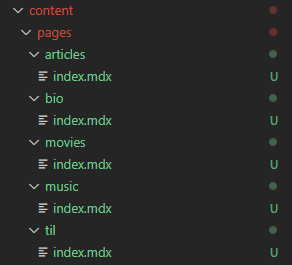 content
pages
articles
index.mdx U
bio
index.mdx U
movies
index.mdx U
music
index.mdx U
til
index.mdx U